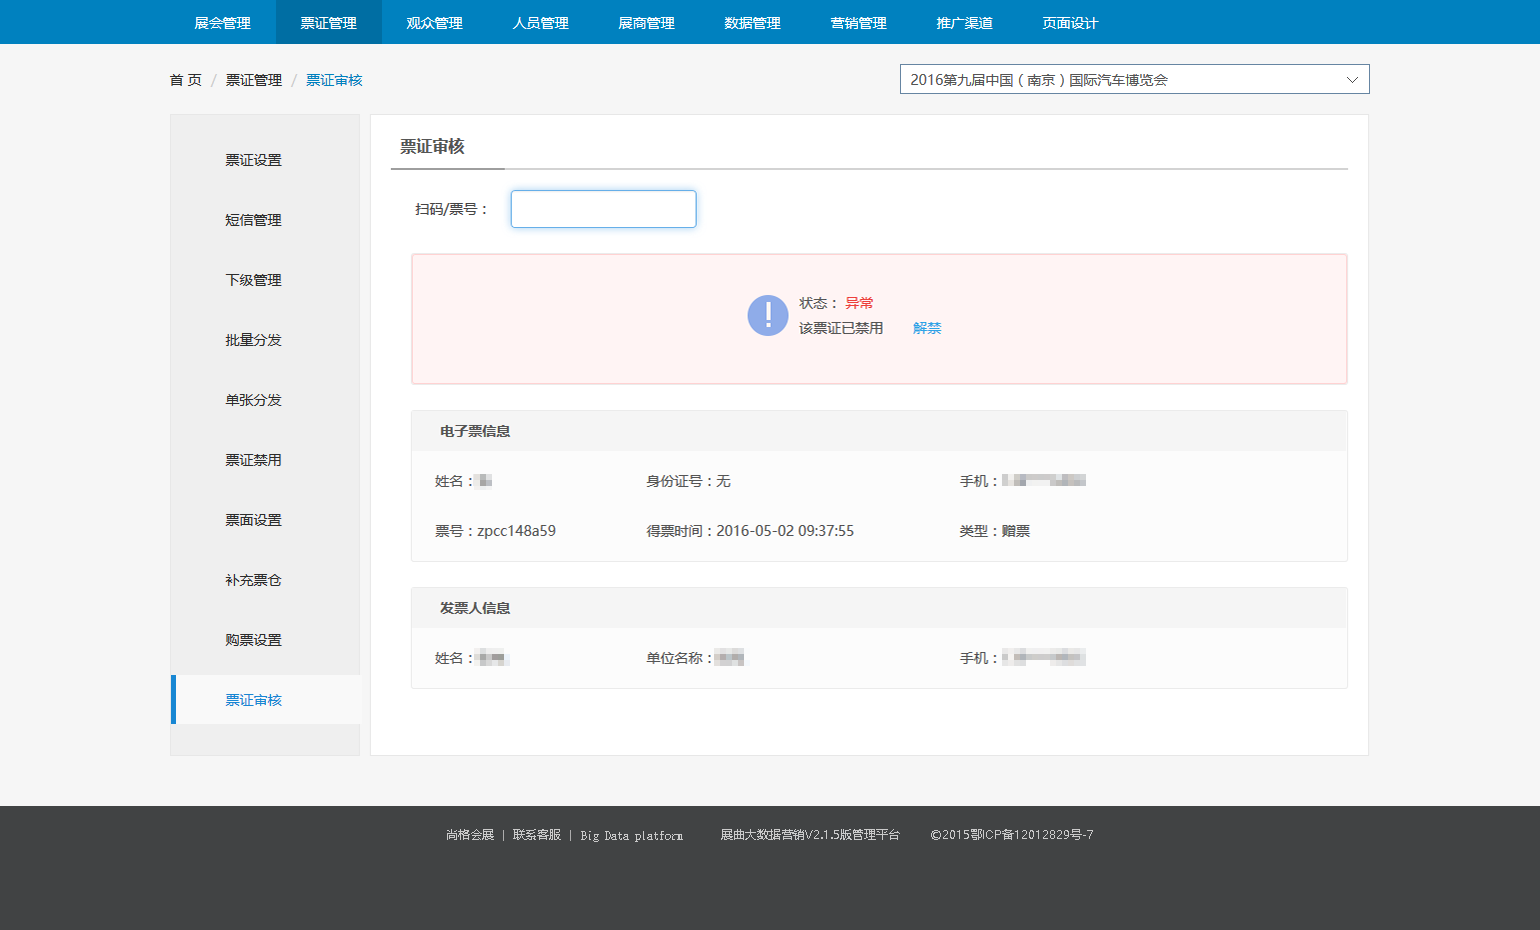 展会管理 票证管理 观众管理 人员管理 展商管理 数据管理 营销管理 推广渠道 页面设计
首 页 / 票证管理 / 票证审核
2016第九届中国（南京）国际汽车博览会
票证设置
短信管理
下级管理
批量分发
单张分发
票证禁用
票面设置
补充票仓
购票设置
票证审核
票证审核
扫码/票号：
状态： 异常
该票证已禁用 解禁
电子票信息
姓名： 身份证号：无 手机：
票号：zpcc148a59 得票时间：2016-05-02 09:37:55 类型：赠票
发票人信息
姓名： 单位名称： 手机：
尚格会展 | 联系客服 | Big Data platform 展曲大数据营销V2.1.5版管理平台 ©2015鄂ICP备12012829号-7